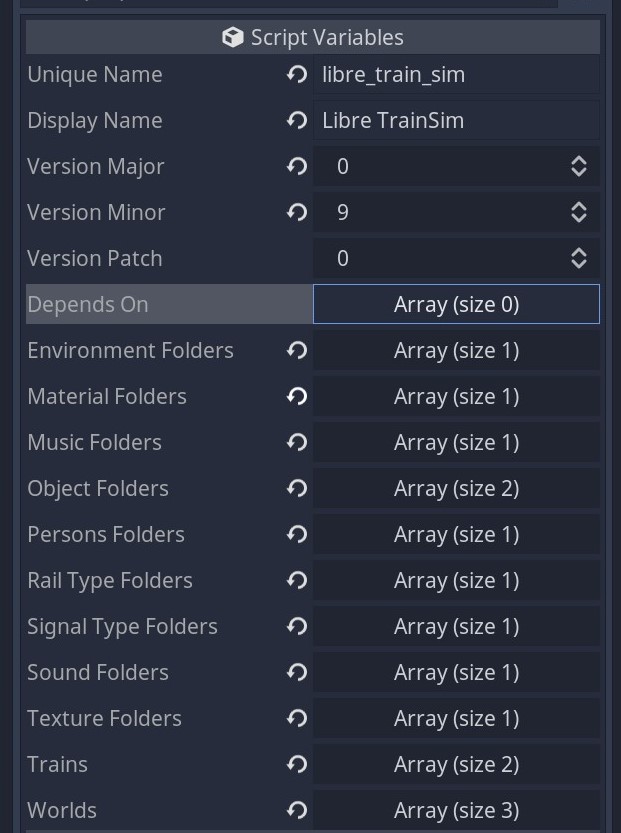 Script Variables
Unique Name libre_train_sim
Display Name Libre TrainSim
Version Major 0
Version Minor 9
Version Patch 0
Depends On Array (size 0)
Environment Folders Array (size 1)
Material Folders Array (size 1)
Music Folders Array (size 1)
Object Folders Array (size 2)
Persons Folders Array (size 1)
Rail Type Folders Array (size 1)
Signal Type Folders Array (size 1)
Sound Folders Array (size 1)
Texture Folders Array (size 1)
Trains Array (size 2)
Worlds Array (size 3)